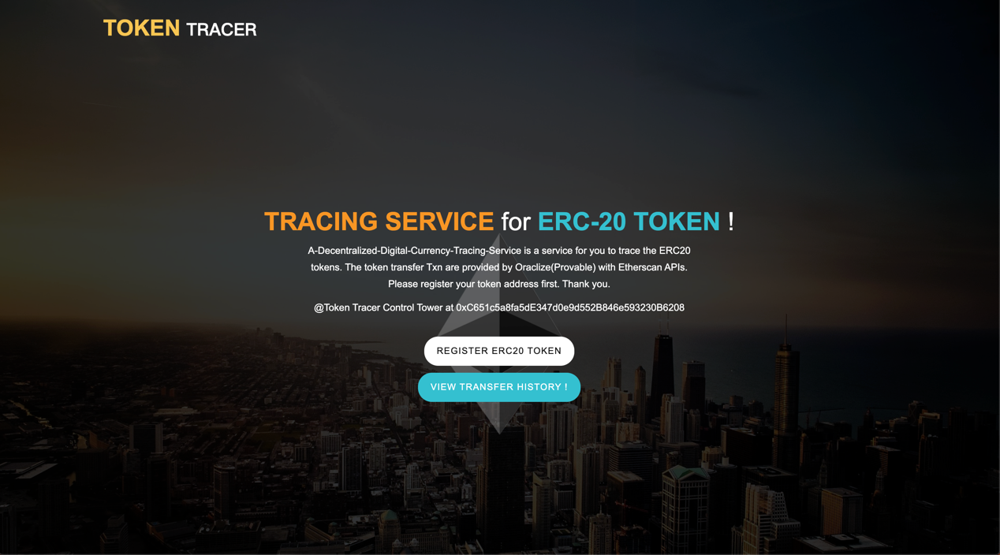 TOKEN TRACER
TRACING SERVICE for ERC-20 TOKEN !
A-Decentralized-Digital-Currency-Tracing-Service is a service for you to trace the ERC20
tokens. The token transfer Txn are provided by Oraclize(Provable) with Etherscan APIs.
Please register your token address first. Thank you.
@Token Tracer Control Tower at 0xC651c5a8fa5dE347d0e9d552B846e593230B6208
REGISTER ERC20 TOKEN
VIEW TRANSFER HISTORY !